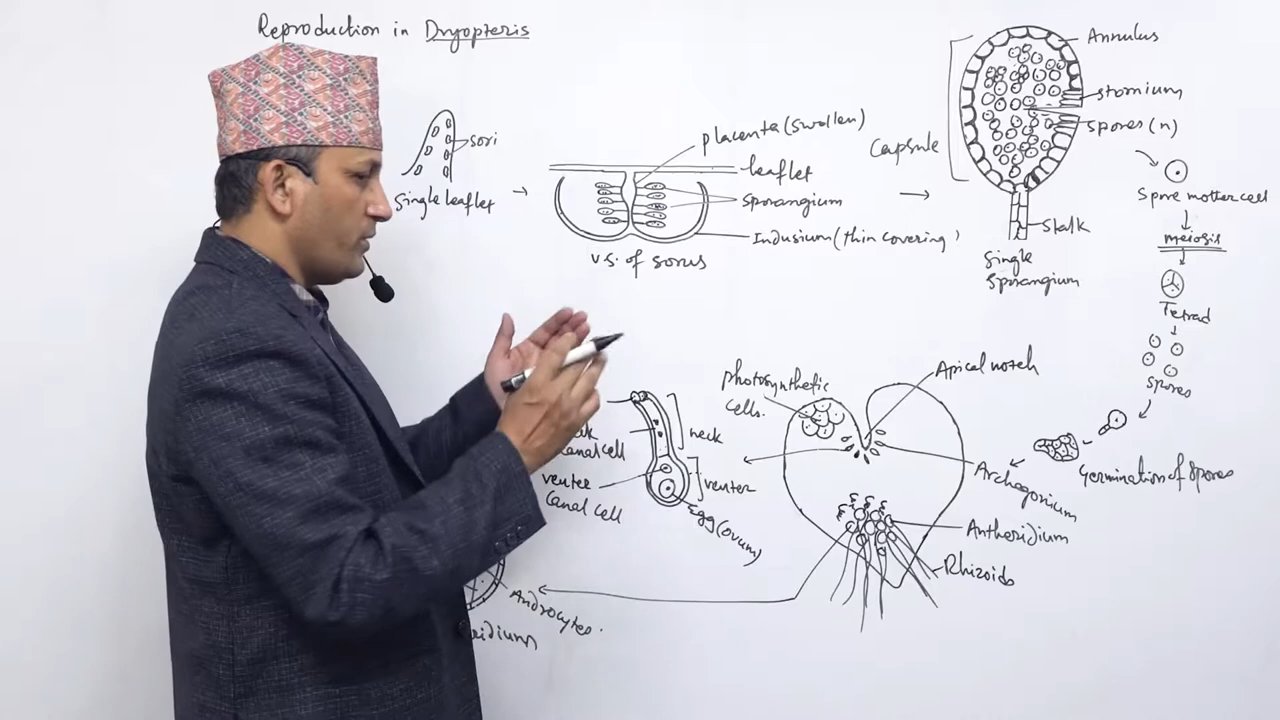 Reproduction in Dryopteris
sori
Single leaflet
placenta (swollen)
leaflet
Sporangium
Indusium (thin covering)
V.S. of sorus
Capsule
Annulus
stomium
spores (n)
stalk
Single
Sporangium
Spore mother cell
meiosis
Tetrad
Spores
Germination of Spores
photosynthetic
cells.
Apical notch
Archegonium
Antheridium
Rhizoids
neck
canal cell
venter
canal cell
venter
Egg (ovum)
Androcytes.